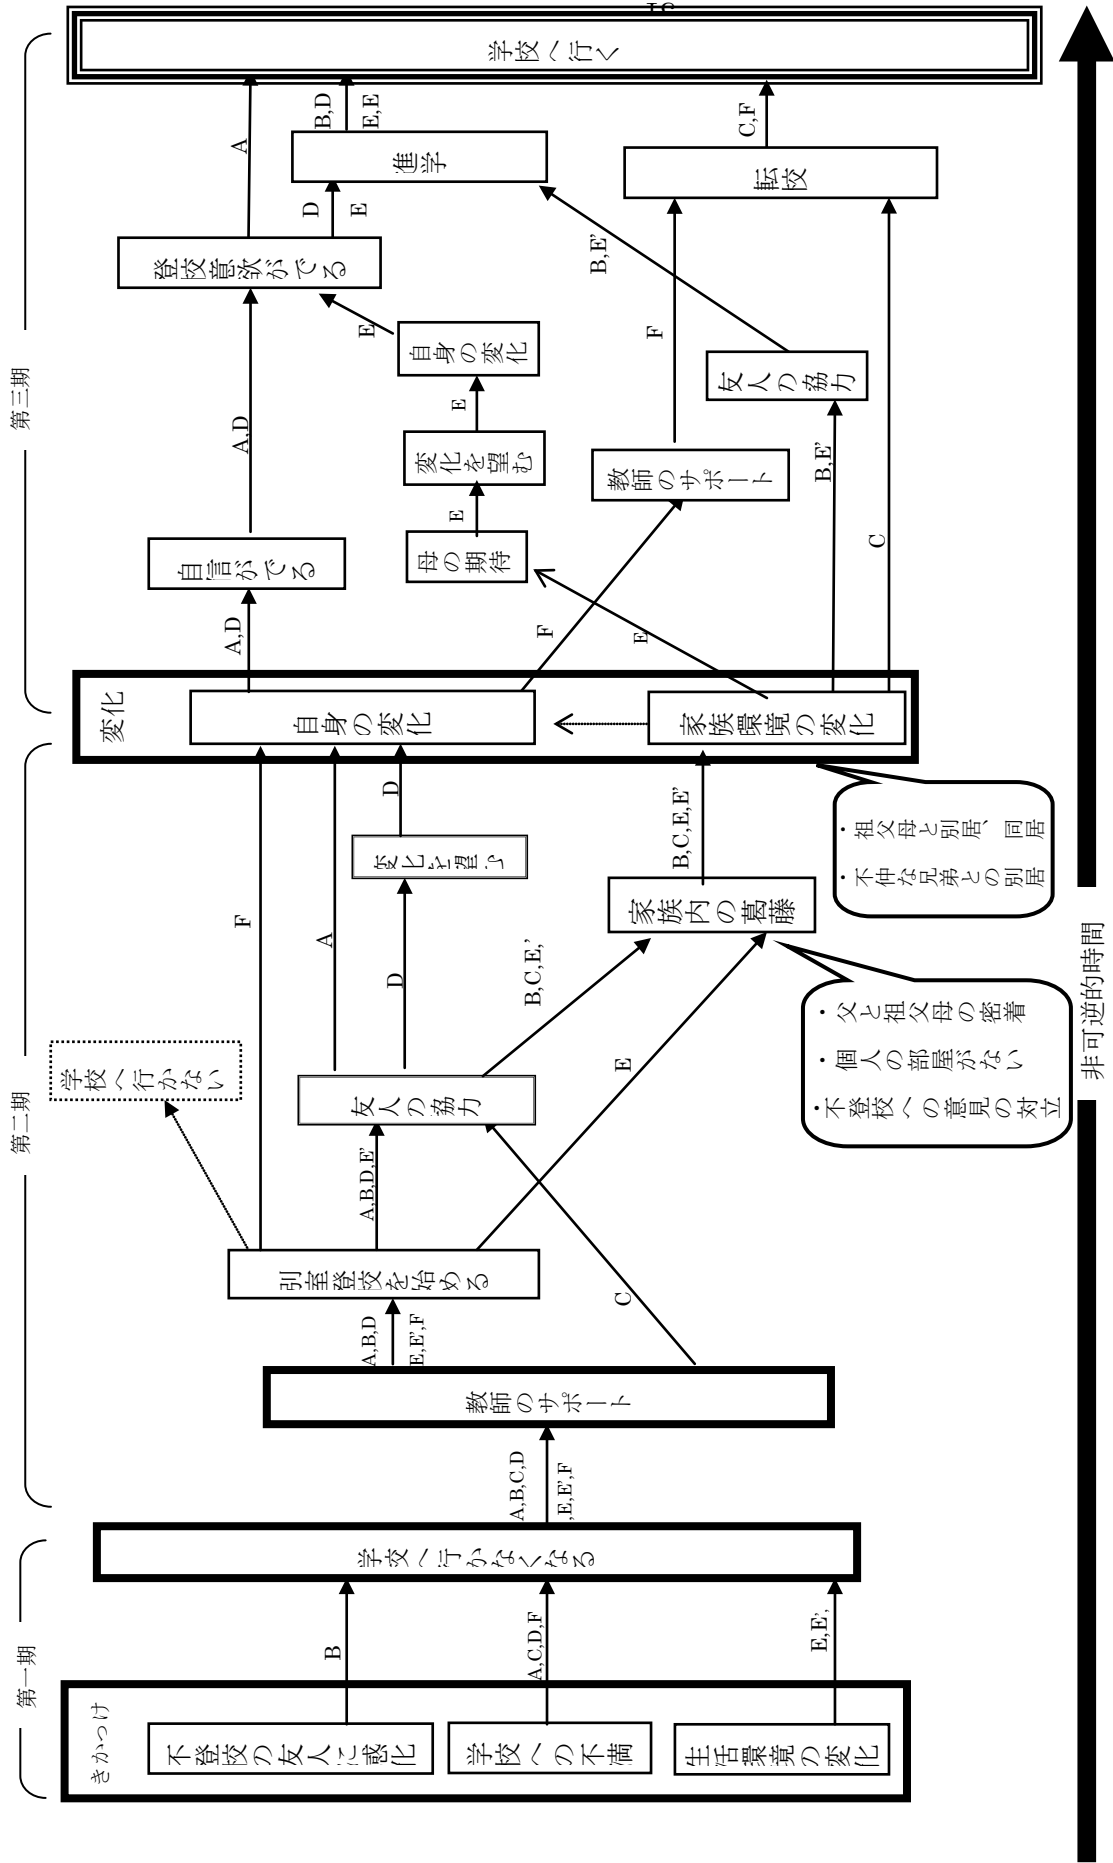 第一期
きかっけ
不登校の友人に感化
B
学校への不満
A,C,D,F
生活環境の変化
E,E',
学校へ行かなくなる
第二期
A,B,C,D
,E,E',F
教師のサポート
A,B,D
E,E',F
C
別室登校を始める
学校へ行かない
F
A,B,D,E'
E
友人の協力
A
D
B,C,E,'
変化を望む
D
家族内の葛藤
・父と祖父母の密着
・個人の部屋がない
・不登校への意見の対立
B,C,E,E'
・祖父母と別居、同居
・不仲な兄弟との別居
変化
自身の変化
家族環境の変化
第三期
A,D
F
E
B,E'
C
自信がでる
A,D
母の期待
E
変化を望む
E
自身の変化
E
教師のサポート
F
友人の協力
B,E'
登校意欲がでる
A
D
E
進学
B,D
E,E
転校
C,F
学校へ行く
非可逆的時間